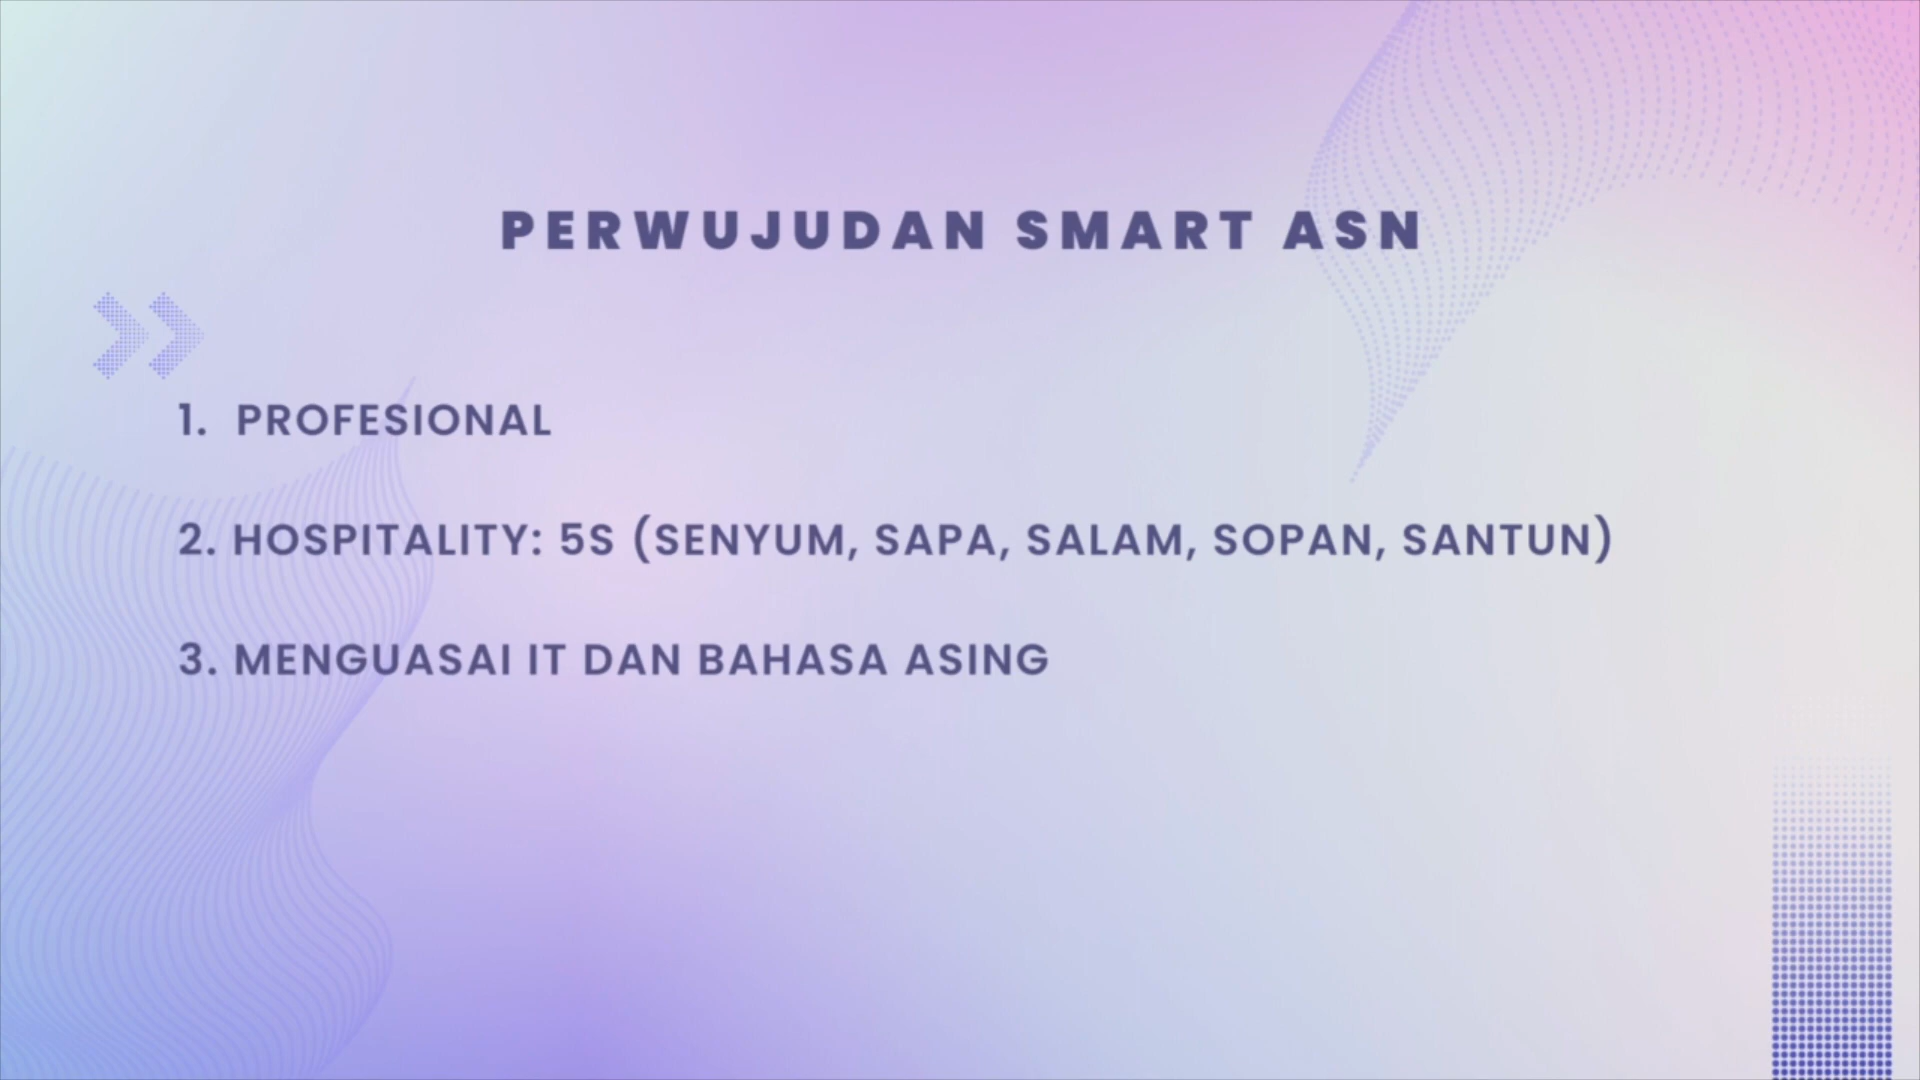 PERWUJUDAN SMART ASN
1. PROFESIONAL
2. HOSPITALITY: 5S (SENYUM, SAPA, SALAM, SOPAN, SANTUN)
3. MENGUASAI IT DAN BAHASA ASING